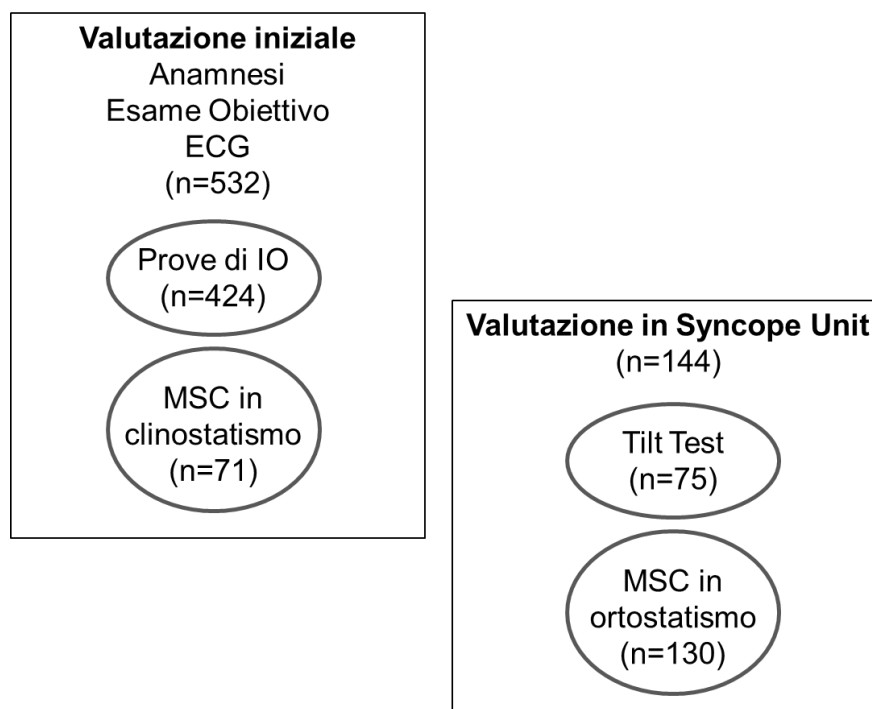 Valutazione iniziale
Anamnesi
Esame Obiettivo
ECG
(n=532)
Prove di IO
(n=424)
MSC in
clinostatismo
(n=71)
Valutazione in Syncope Unit
(n=144)
Tilt Test
(n=75)
MSC in
ortostatismo
(n=130)